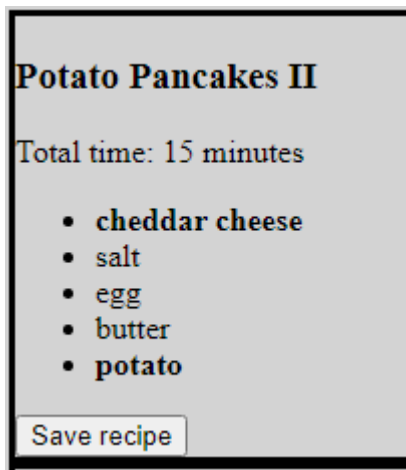 Potato Pancakes II
Total time: 15 minutes
cheddar cheese
salt
egg
butter
potato
Save recipe